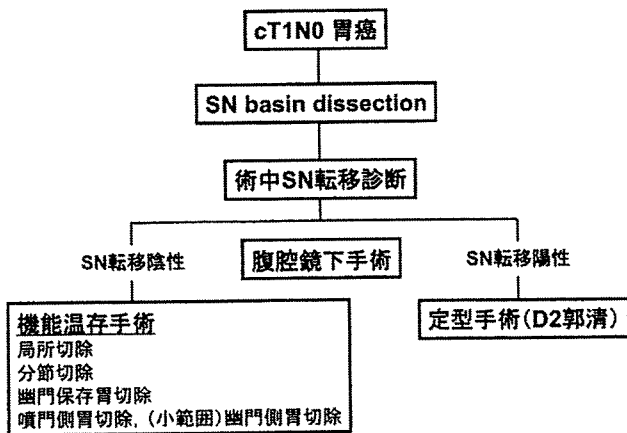 cT1N0 胃癌
SN basin dissection
術中SN転移診断
SN転移陰性
腹腔鏡下手術
SN転移陽性
機能温存手術
局所切除
分節切除
幽門保存胃切除
噴門側胃切除, (小範囲)幽門側胃切除
定型手術(D2郭清)